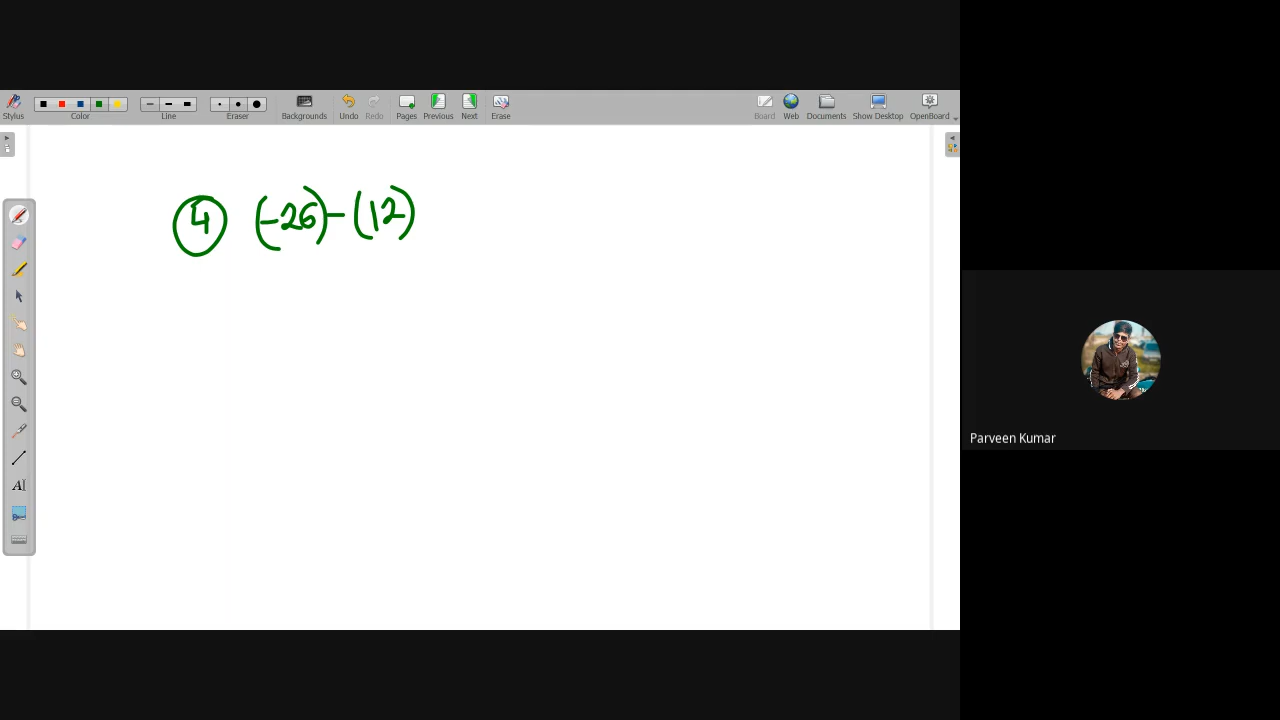 Stylus Color Line Eraser Backgrounds Undo Redo Pages Previous Next Erase Board Web Documents Show Desktop OpenBoard
④ (-26)-(12)
AI
Parveen Kumar